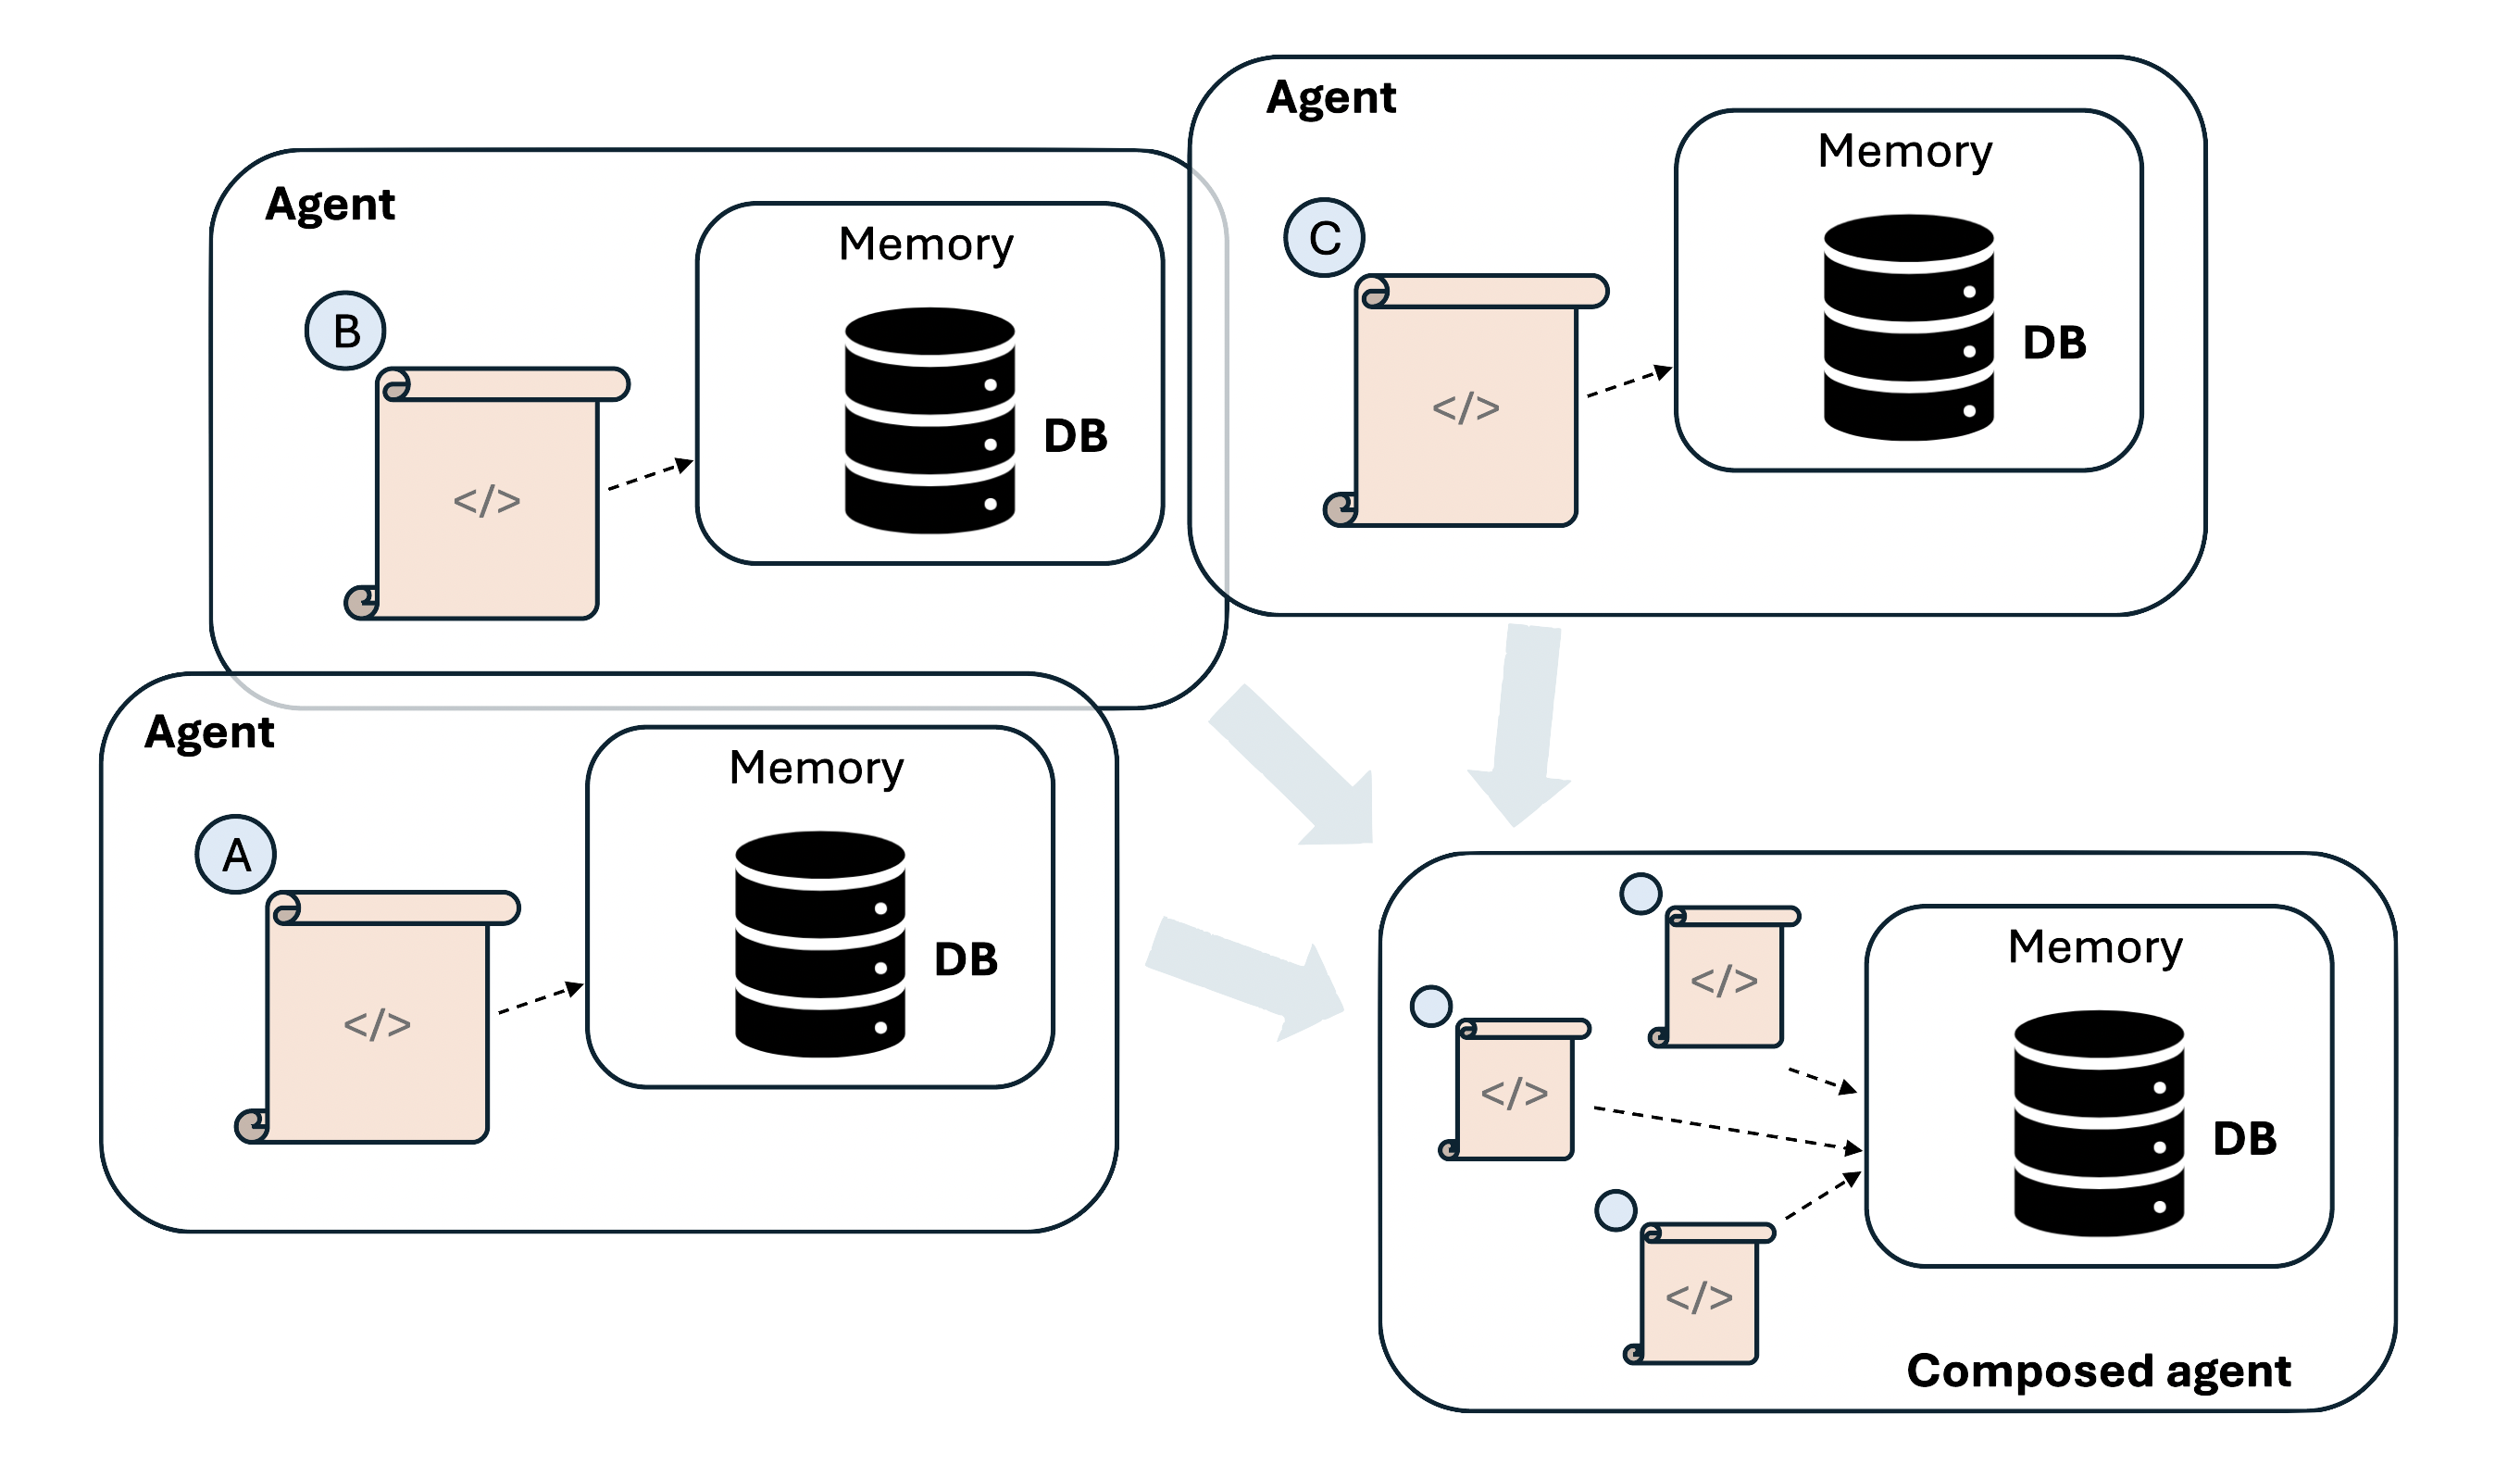 Agent
Memory
C
DB
</>
Agent
Memory
B
DB
</>
Agent
Memory
A
DB
</>
Memory
</>
</>
DB
</>
Composed agent